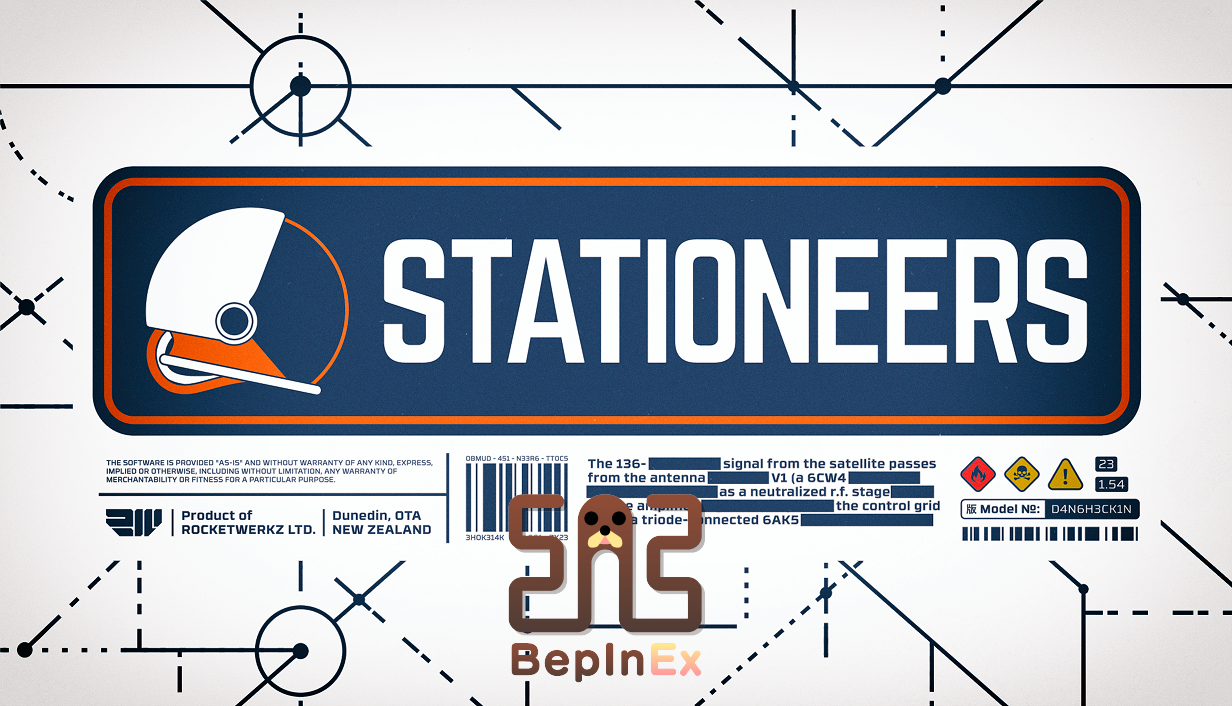 STATIONEERS
THE SOFTWARE IS PROVIDED "AS-IS" AND WITHOUT WARRANTY OF ANY KIND, EXPRESS,
IMPLIED OR OTHERWISE, INCLUDING WITHOUT LIMITATION, ANY WARRANTY OF
MERCHANTABILITY OR FITNESS FOR A PARTICULAR PURPOSE.
Product of
ROCKETWERKZ LTD.
Dunedin, OTA
NEW ZEALAND
OBMUD - 451 - N33R6 - TTOC5
3HOK314K
The 136- signal from the satellite passes
from the antenna V1 (a 6CW4
as a neutralized r.f. stage
the control grid
a triode- 6AK5
23
1.54
版 Model Nº: D4N6H3CK1N
BepInEx